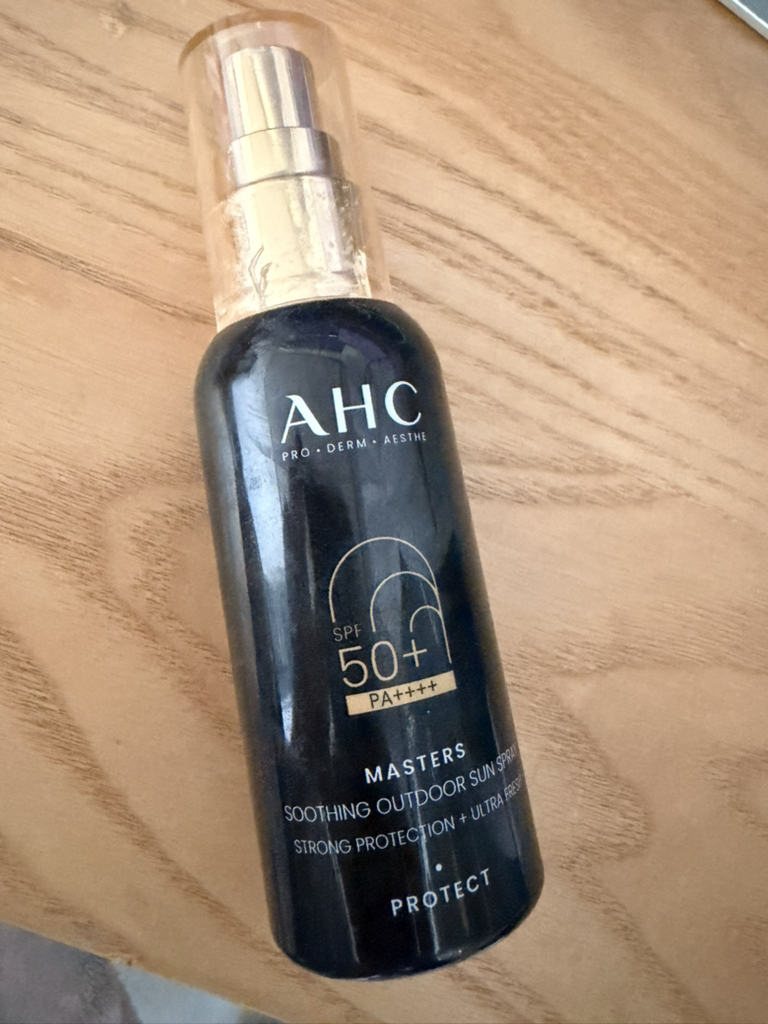 AHC
PRO • DERM • AESTHE
SPF
50+
PA++++
MASTERS
SOOTHING OUTDOOR SUN
STRONG PROTECTION + ULTRA
•
PROTECT